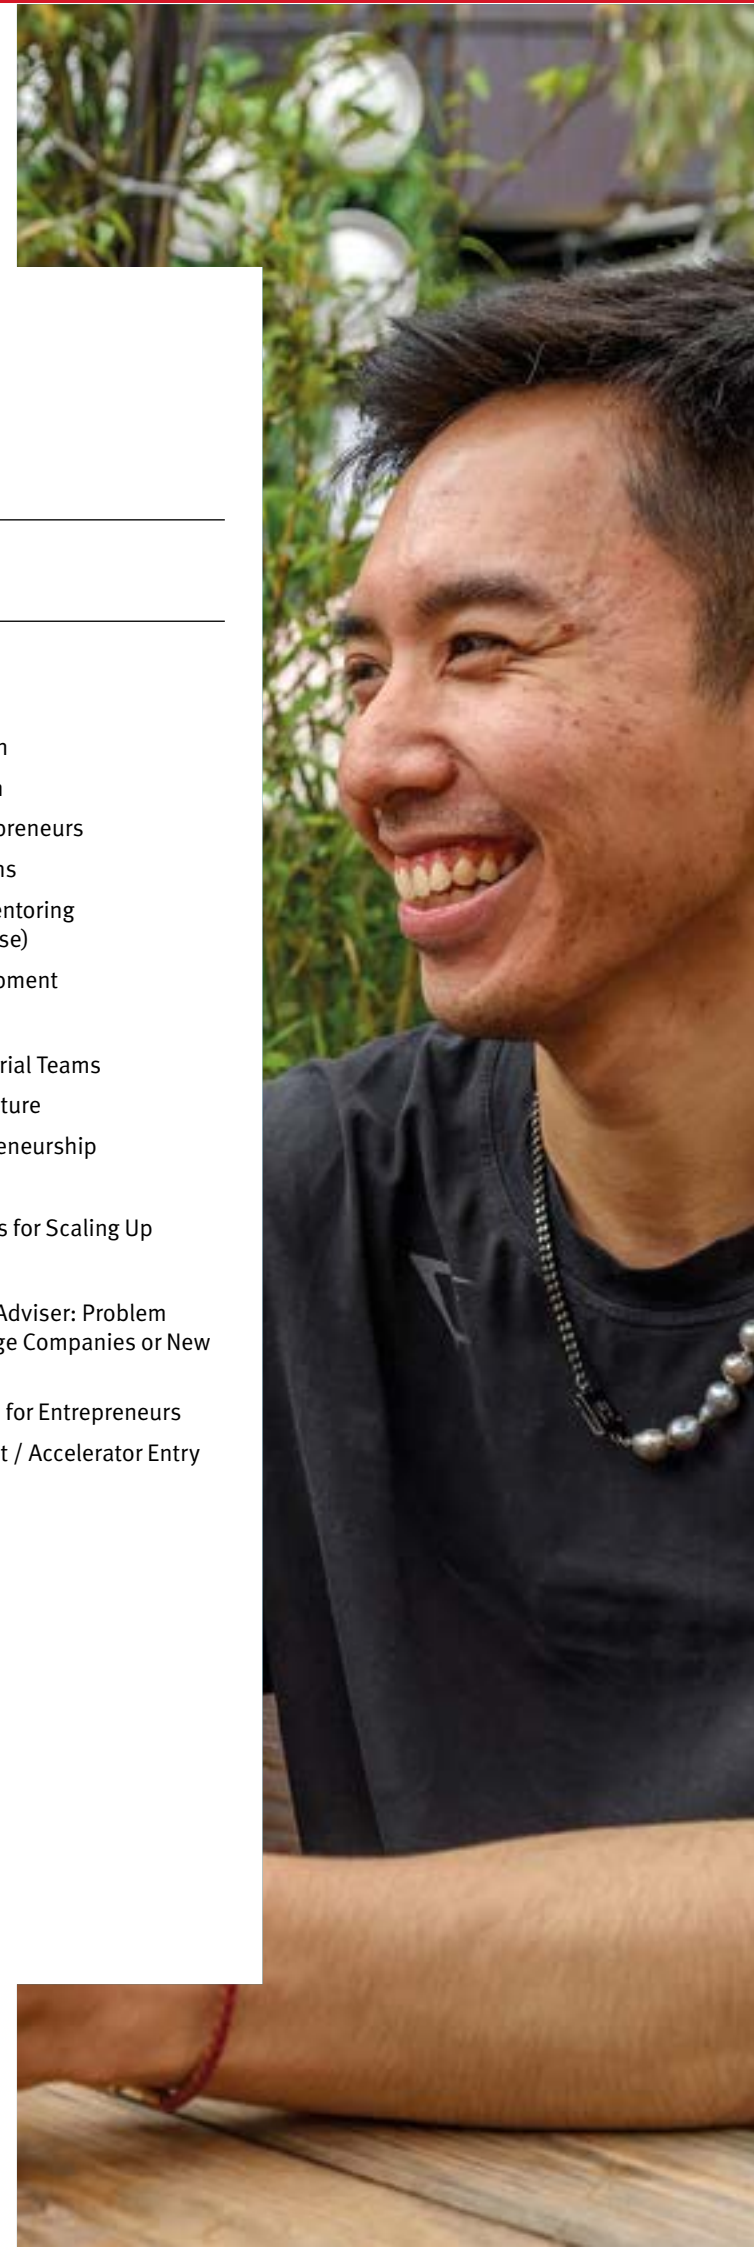 n
n
preneurs
ns
entoring
se)
pment
rial Teams
ture
eneurship
s for Scaling Up
Adviser: Problem
ge Companies or New
for Entrepreneurs
t / Accelerator Entry